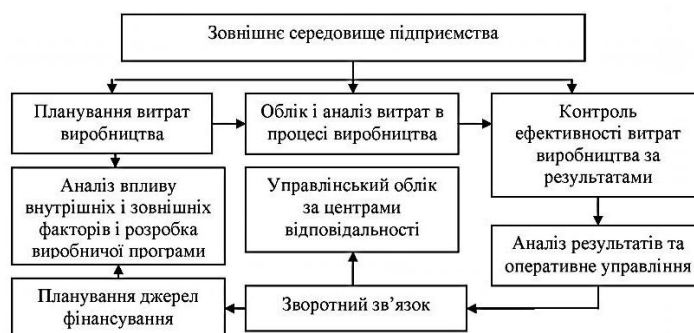 Зовнішнє середовище підприємства
Планування витрат
виробництва
Облік і аналіз витрат в
процесі виробництва
Контроль
ефективності витрат
виробництва за
результатами
Аналіз впливу
внутрішніх і зовнішніх
факторів і розробка
виробничої програми
Управлінський облік
за центрами
відповідальності
Аналіз результатів та
оперативне управління
Планування джерел
фінансування
Зворотний зв’язок